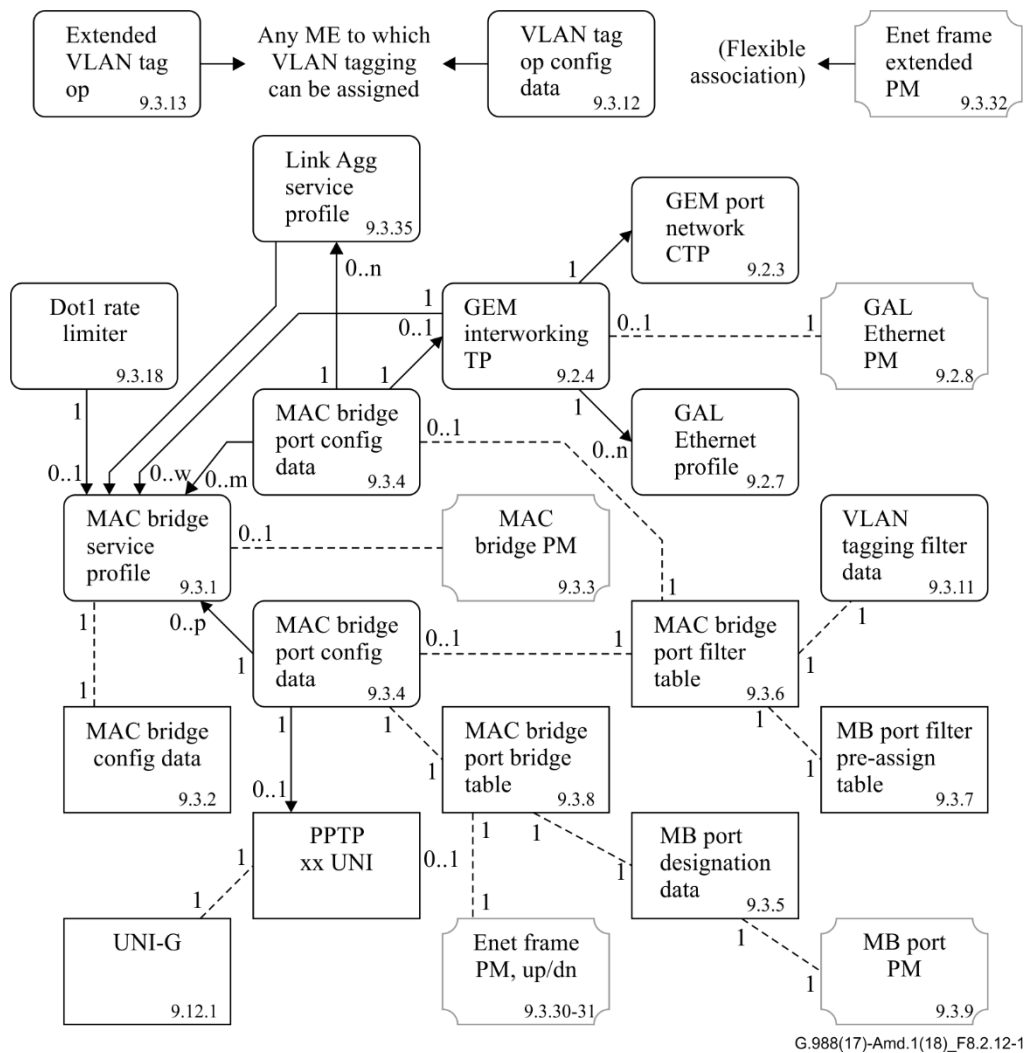 Extended
VLAN tag
op
9.3.13
Any ME to which
VLAN tagging
can be assigned
VLAN tag
op config
data
9.3.12
(Flexible
association)
Enet frame
extended
PM
9.3.32
Link Agg
service
profile
9.3.35
0..n
GEM port
network
CTP
9.2.3
1
Dot1 rate
limiter
9.3.18
1
0..1
GEM
interworking
TP
9.2.4
0..1
1
GAL
Ethernet
PM
9.2.8
1
0..1
1
1
MAC bridge
port config
data
9.3.4
0..1
1
0..n
GAL
Ethernet
profile
9.2.7
0..w
0..m
MAC bridge
service
profile
9.3.1
0..1
MAC
bridge PM
9.3.3
VLAN
tagging filter
data
9.3.11
1
0..p
1
MAC bridge
port config
data
9.3.4
0..1
1
1
MAC bridge
port filter
table
9.3.6
1
1
1
MAC bridge
config data
9.3.2
1
1
0..1
1
MAC bridge
port bridge
table
9.3.8
1
1
MB port filter
pre-assign
table
9.3.7
PPTP
xx UNI
1
1
0..1
1
1
1
1
MB port
designation
data
9.3.5
UNI-G
9.12.1
Enet frame
PM, up/dn
9.3.30-31
1
1
MB port
PM
9.3.9
G.988(17)-Amd.1(18)_F8.2.12-1